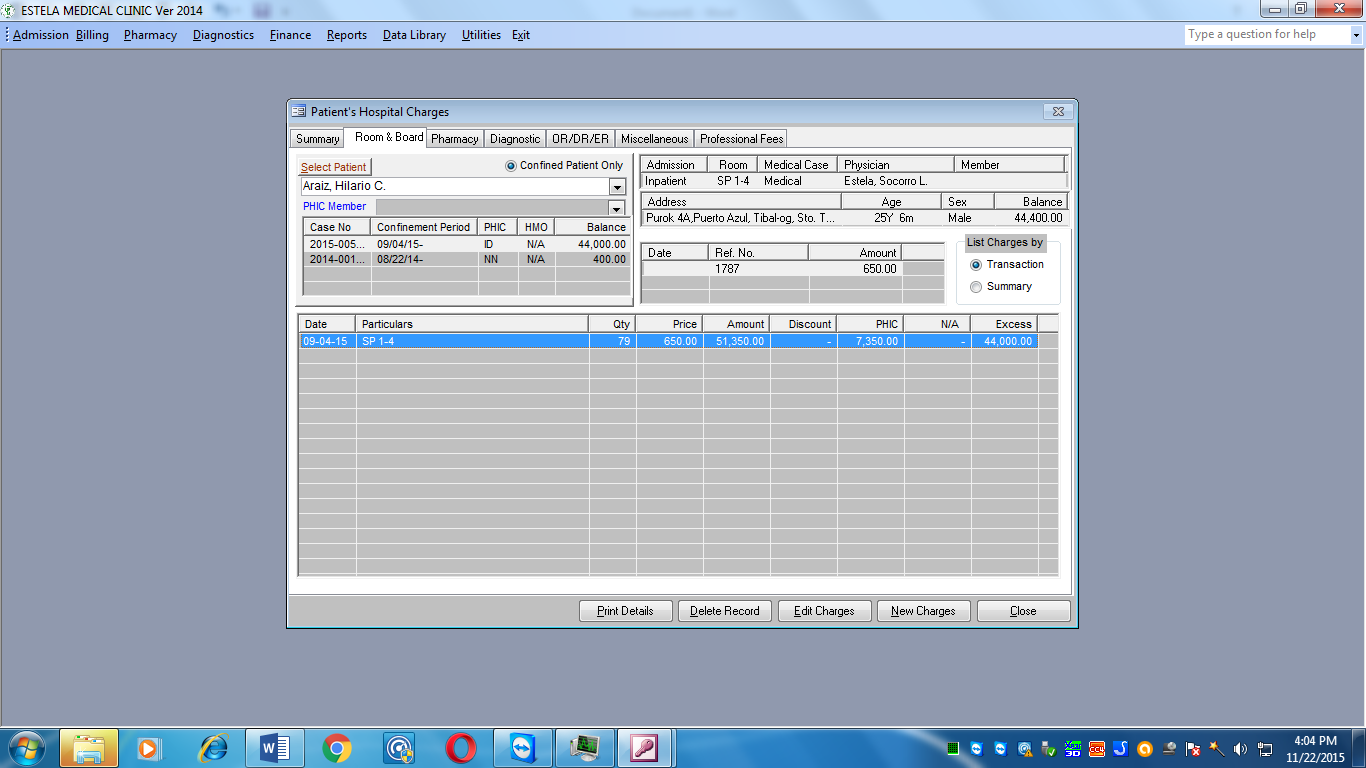 ESTELA MEDICAL CLINIC Ver 2014
Admission Billing Pharmacy Diagnostics Finance Reports Data Library Utilities Exit Type a question for help
Patient's Hospital Charges
Summary Room & Board Pharmacy Diagnostic OR/DR/ER Miscellaneous Professional Fees
Select Patient Confined Patient Only
Araiz, Hilario C.
PHIC Member
Case No Confinement Period PHIC HMO Balance
2015-005... 09/04/15- ID N/A 44,000.00
2014-001... 08/22/14- NN N/A 400.00
Admission Room Medical Case Physician Member
Inpatient SP 1-4 Medical Estela, Socorro L.
Address Age Sex Balance
Purok 4A,Puerto Azul, Tibal-og, Sto. T... 25Y 6m Male 44,400.00
Date Ref. No. Amount
1787 650.00
List Charges by
Transaction
Summary
Date Particulars Qty Price Amount Discount PHIC N/A Excess
09-04-15 SP 1-4 79 650.00 51,350.00 - 7,350.00 - 44,000.00
Print Details Delete Record Edit Charges New Charges Close
4:04 PM
11/22/2015